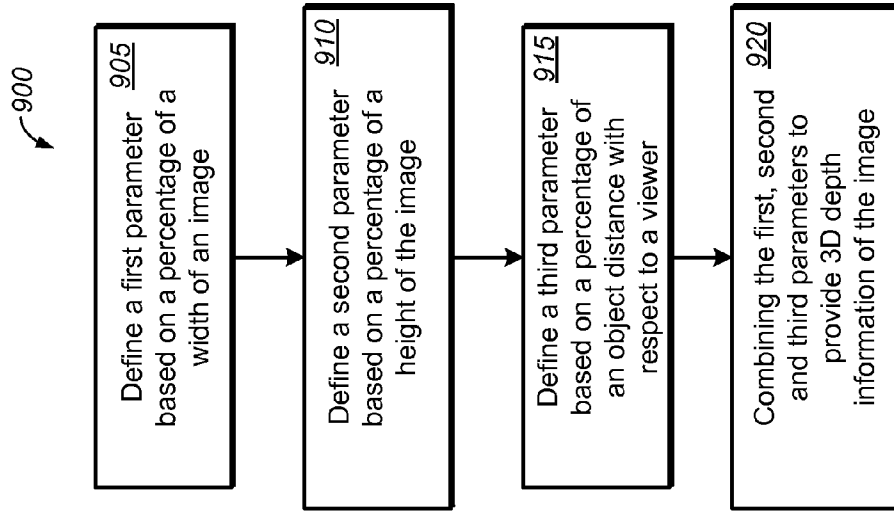 900
905
Define a first parameter
based on a percentage of a
width of an image
910
Define a second parameter
based on a percentage of a
height of the image
915
Define a third parameter
based on a percentage of
an object distance with
respect to a viewer
920
Combining the first, second
and third parameters to
provide 3D depth
information of the image